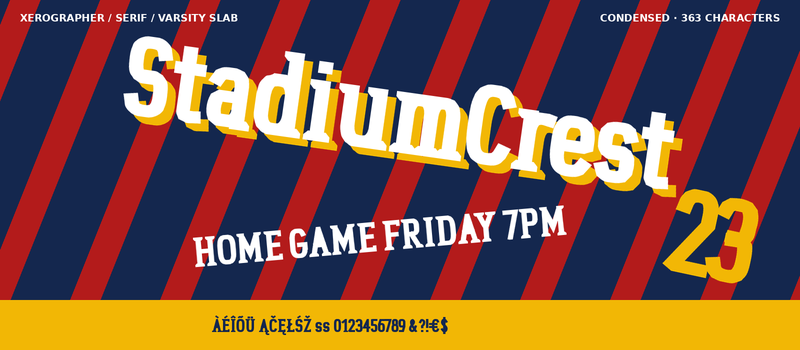 XEROGRAPHER / SERIF / VARSITY SLAB
CONDENSED · 363 CHARACTERS
StadiumCrest
23
HOME GAME FRIDAY 7PM
ÀÉÎÕÜ ĄČĘŁŚŽ ss 0123456789 & ?!€ $